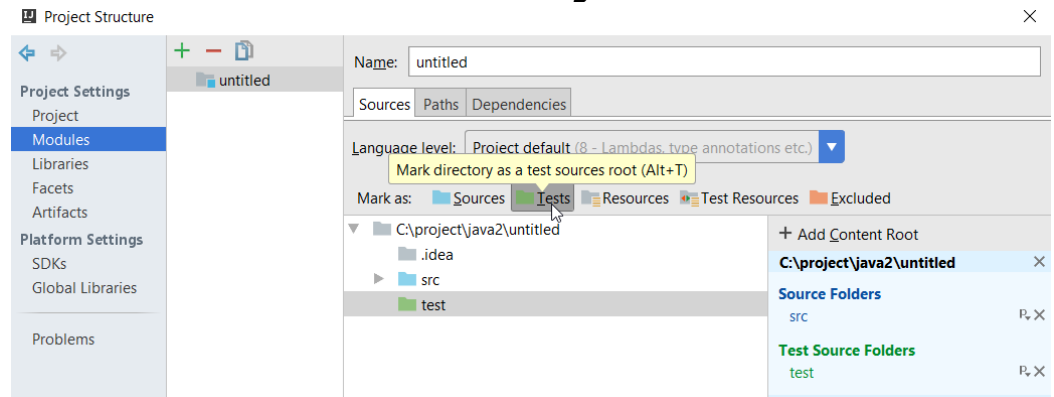 Project Structure
Project Settings
Project
Modules
Libraries
Facets
Artifacts
Platform Settings
SDKs
Global Libraries
Problems
untitled
Name: untitled
Sources Paths Dependencies
Language level: Project default (8 - Lambdas, type annotations etc.)
Mark directory as a test sources root (Alt+T)
Mark as: Sources Tests Resources Test Resources Excluded
C:\project\java2\untitled
.idea
src
test
+ Add Content Root
C:\project\java2\untitled
Source Folders
src
Test Source Folders
test